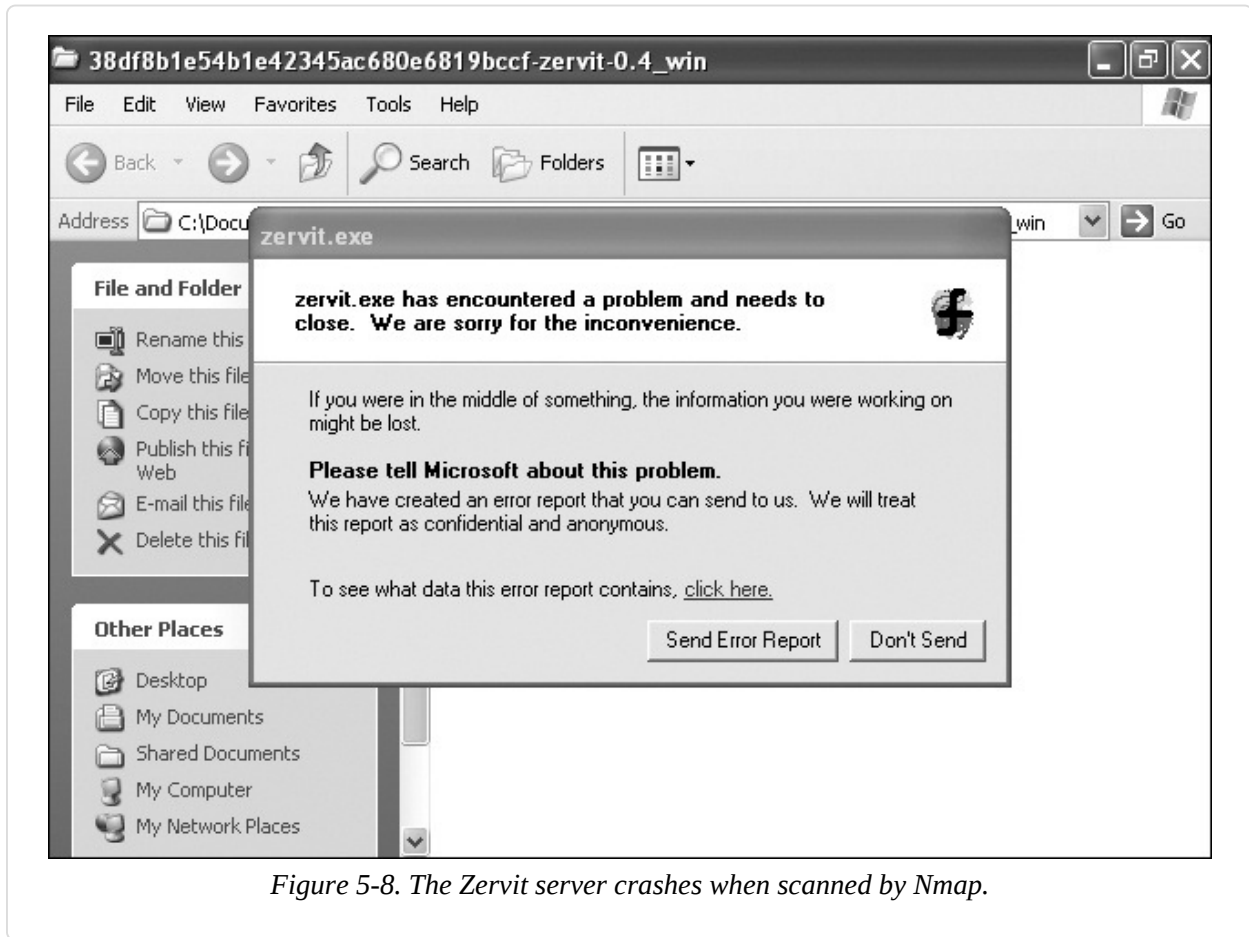 38df8b1e54b1e42345ac680e6819bccf-zervit-0.4_win
File Edit View Favorites Tools Help
Back Search Folders
Address C:\Docu _win Go
zervit.exe
zervit.exe has encountered a problem and needs to
close. We are sorry for the inconvenience.
If you were in the middle of something, the information you were working on
might be lost.
Please tell Microsoft about this problem.
We have created an error report that you can send to us. We will treat
this report as confidential and anonymous.
To see what data this error report contains, click here.
Send Error Report Don't Send
File and Folder
Rename this
Move this file
Copy this file
Publish this fi
Web
E-mail this file
Delete this fil
Other Places
Desktop
My Documents
Shared Documents
My Computer
My Network Places
Figure 5-8. The Zervit server crashes when scanned by Nmap.